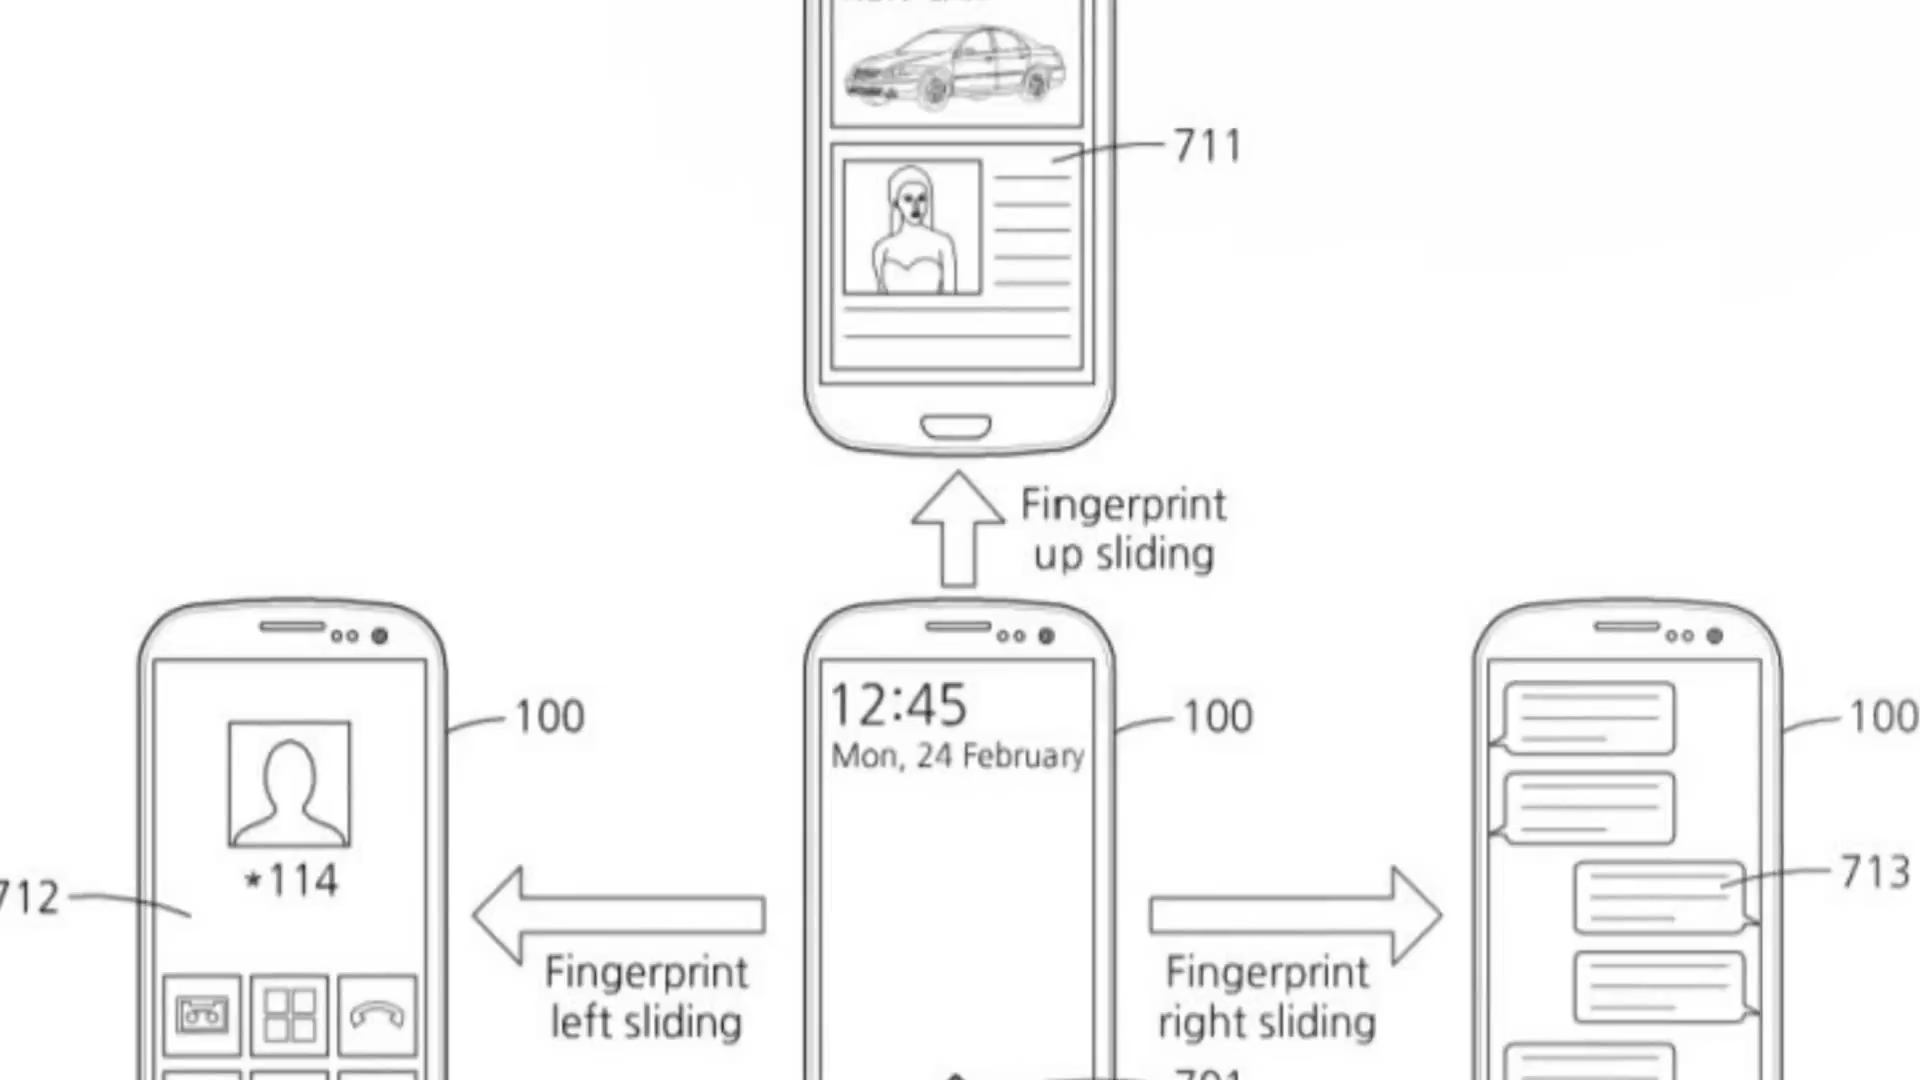 711
Fingerprint
up sliding
100
12:45
Mon, 24 February
100
100
*114
712
713
Fingerprint
left sliding
Fingerprint
right sliding